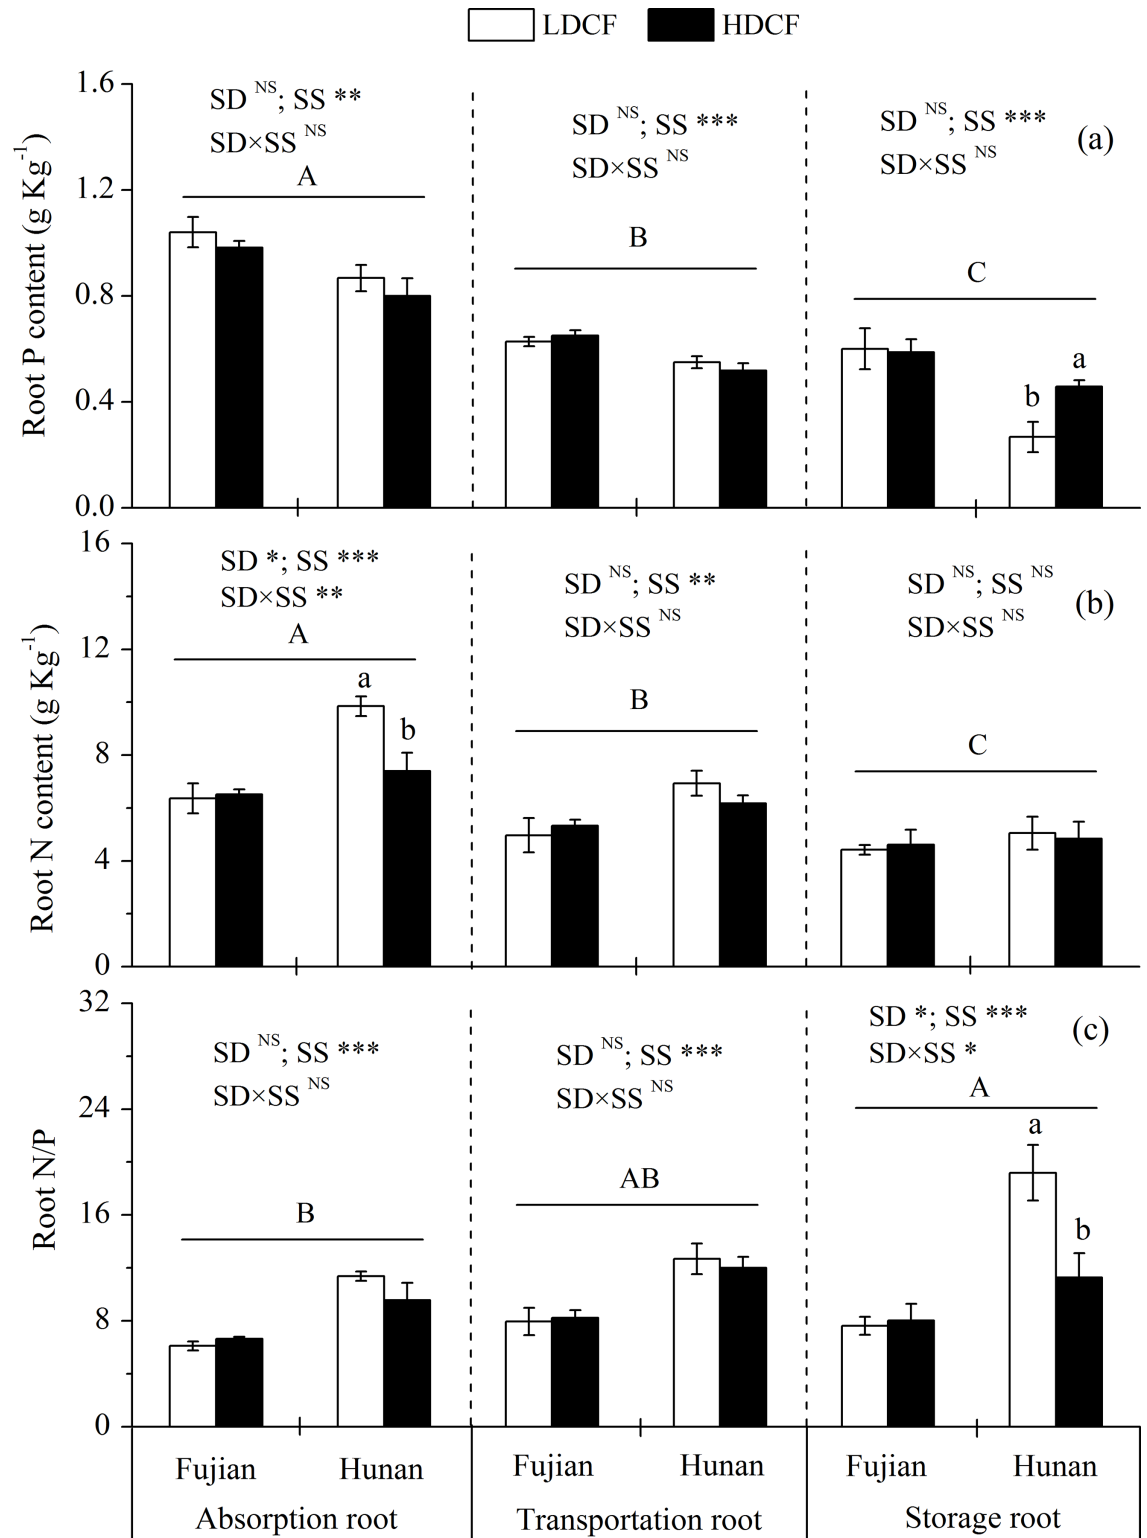 LDCF HDCF
Root P content (g Kg⁻¹)
1.6
1.2
0.8
0.4
0.0
SD ᴺˢ; SS **
SD×SS ᴺˢ
A
SD ᴺˢ; SS ***
SD×SS ᴺˢ
B
SD ᴺˢ; SS ***
SD×SS ᴺˢ
(a)
C
b
a
Root N content (g Kg⁻¹)
16
12
8
4
0
SD *; SS ***
SD×SS **
A
a
b
SD ᴺˢ; SS **
SD×SS ᴺˢ
B
SD ᴺˢ; SS ᴺˢ
SD×SS ᴺˢ
(b)
C
Root N/P
32
24
16
8
0
SD ᴺˢ; SS ***
SD×SS ᴺˢ
B
SD ᴺˢ; SS ***
SD×SS ᴺˢ
AB
SD *; SS ***
SD×SS *
(c)
A
a
b
Fujian Hunan Fujian Hunan Fujian Hunan
Absorption root Transportation root Storage root